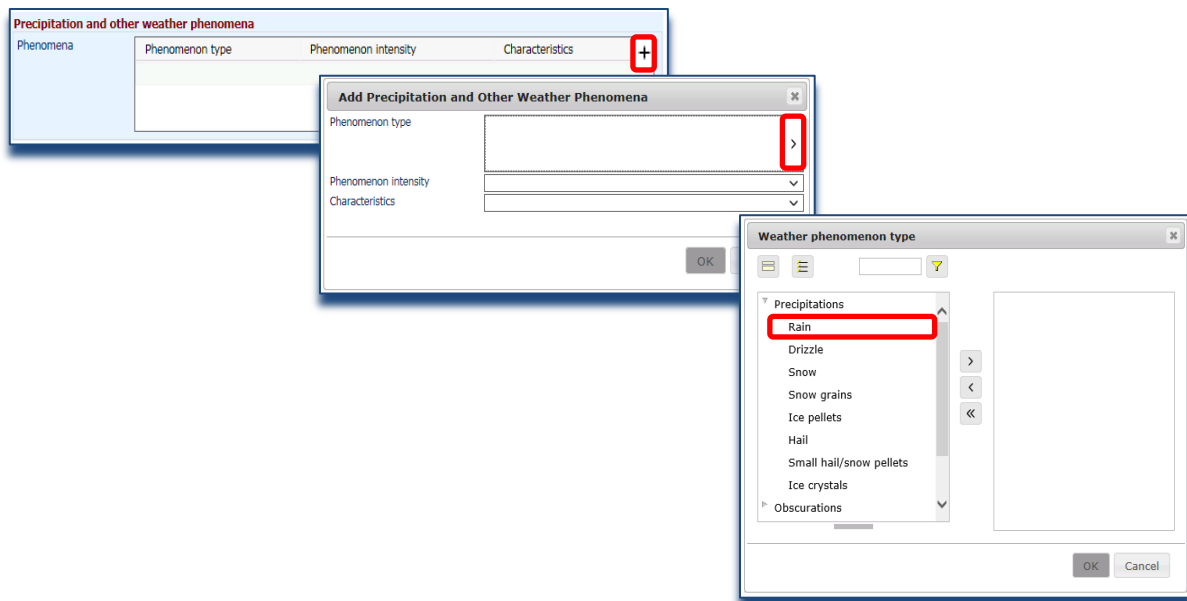 Precipitation and other weather phenomena
Phenomena
Phenomenon type Phenomenon intensity Characteristics +
Add Precipitation and Other Weather Phenomena
Phenomenon type
Phenomenon intensity
Characteristics
OK
Weather phenomenon type
Precipitations
Rain
Drizzle
Snow
Snow grains
Ice pellets
Hail
Small hail/snow pellets
Ice crystals
Obscurations
>
<
«
OK Cancel